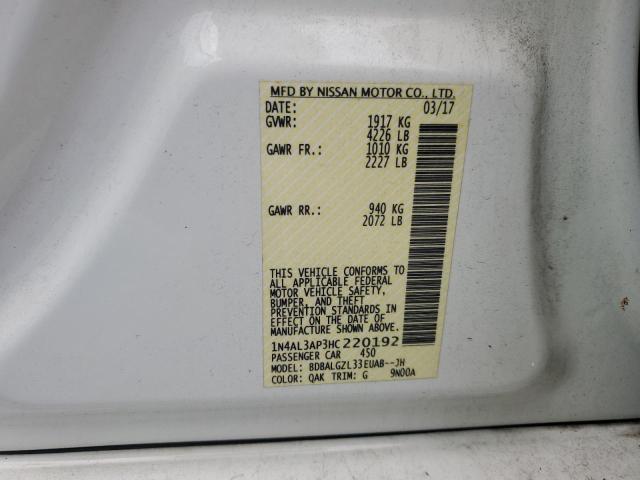 MFD BY NISSAN MOTOR CO., LTD.
DATE: 03/17
GVWR: 1917 KG
4226 LB
GAWR FR.: 1010 KG
2227 LB
GAWR RR.: 940 KG
2072 LB
THIS VEHICLE CONFORMS TO
ALL APPLICABLE FEDERAL
MOTOR VEHICLE SAFETY,
BUMPER, AND THEFT
PREVENTION STANDARDS
IN EFFECT ON THE DATE OF
MANUFACTURE SHOWN ABOVE.
1N4AL3AP3HC220192
PASSENGER CAR 450
MODEL: BDBALGZL33EUAB--JH
COLOR: QAK TRIM: G 9N00A